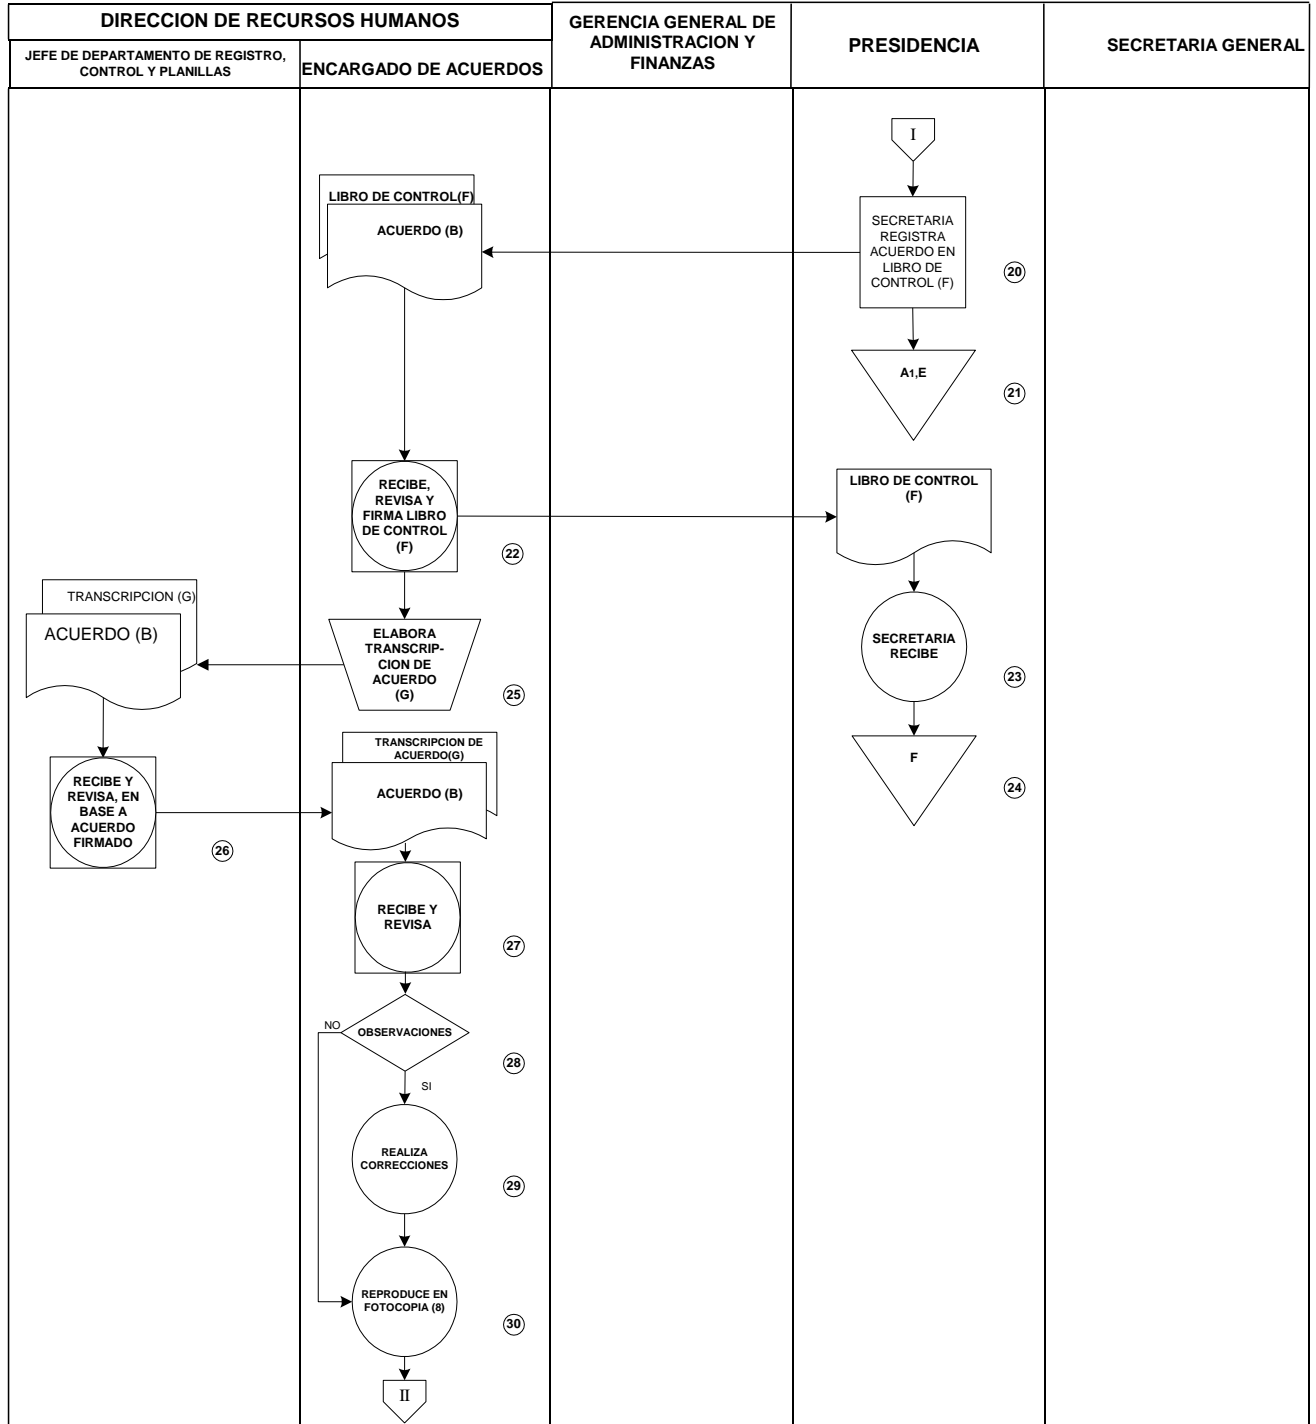 DIRECCION DE RECURSOS HUMANOS
GERENCIA GENERAL DE
ADMINISTRACION Y
FINANZAS
PRESIDENCIA
SECRETARIA GENERAL
JEFE DE DEPARTAMENTO DE REGISTRO,
CONTROL Y PLANILLAS
ENCARGADO DE ACUERDOS
I
LIBRO DE CONTROL(F)
ACUERDO (B)
SECRETARIA
REGISTRA
ACUERDO EN
LIBRO DE
CONTROL (F)
20
A1,E
21
RECIBE,
REVISA Y
FIRMA LIBRO
DE CONTROL
(F)
22
LIBRO DE CONTROL
(F)
TRANSCRIPCION (G)
ACUERDO (B)
ELABORA
TRANSCRIP-
CION DE
ACUERDO
(G)
25
SECRETARIA
RECIBE
23
RECIBE Y
REVISA, EN
BASE A
ACUERDO
FIRMADO
26
TRANSCRIPCION DE
ACUERDO(G)
ACUERDO (B)
F
24
RECIBE Y
REVISA
27
NO
OBSERVACIONES
28
SI
REALIZA
CORRECCIONES
29
REPRODUCE EN
FOTOCOPIA (8)
30
II